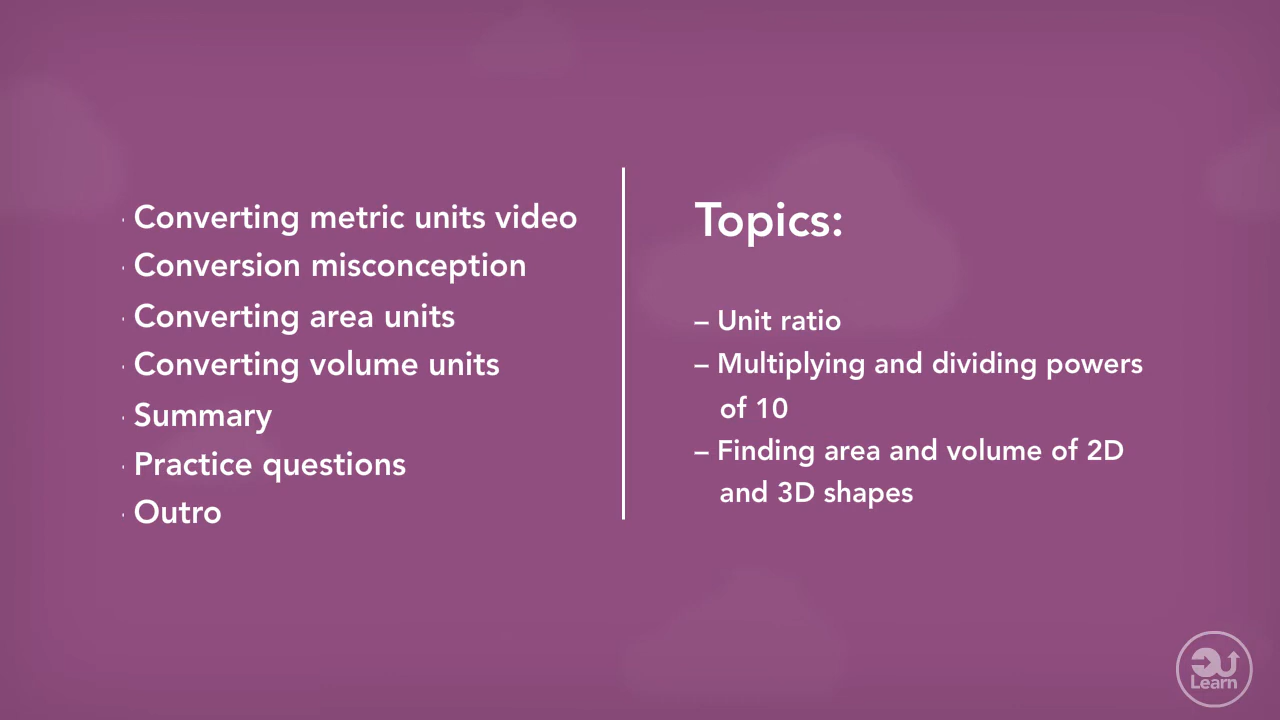 · Converting metric units video
· Conversion misconception
· Converting area units
· Converting volume units
· Summary
· Practice questions
· Outro
Topics:
– Unit ratio
– Multiplying and dividing powers
of 10
– Finding area and volume of 2D
and 3D shapes
Learn